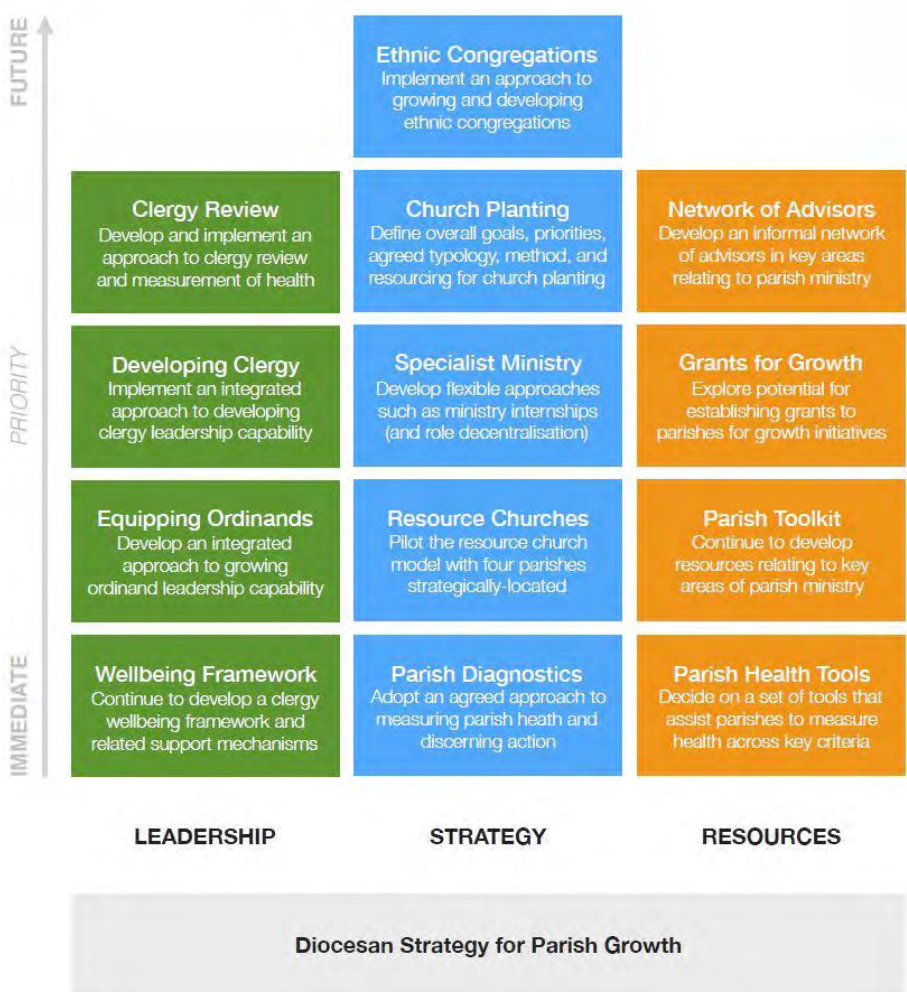 FUTURE
PRIORITY
IMMEDIATE
Ethnic Congregations
Implement an approach to
growing and developing
ethnic congregations
Clergy Review
Develop and implement an
approach to clergy review
and measurement of health
Church Planting
Define overall goals, priorities,
agreed typology, method, and
resourcing for church planting
Network of Advisors
Develop an informal network
of advisors in key areas
relating to parish ministry
Developing Clergy
Implement an integrated
approach to developing
clergy leadership capability
Specialist Ministry
Develop flexible approaches
such as ministry internships
(and role decentralisation)
Grants for Growth
Explore potential for
establishing grants to
parishes for growth initiatives
Equipping Ordinands
Develop an integrated
approach to growing
ordinand leadership capability
Resource Churches
Pilot the resource church
model with four parishes
strategically-located
Parish Toolkit
Continue to develop
resources relating to key
areas of parish ministry
Wellbeing Framework
Continue to develop a clergy
wellbeing framework and
related support mechanisms
Parish Diagnostics
Adopt an agreed approach to
measuring parish heath and
discerning action
Parish Health Tools
Decide on a set of tools that
assist parishes to measure
health across key criteria
LEADERSHIP
STRATEGY
RESOURCES
Diocesan Strategy for Parish Growth